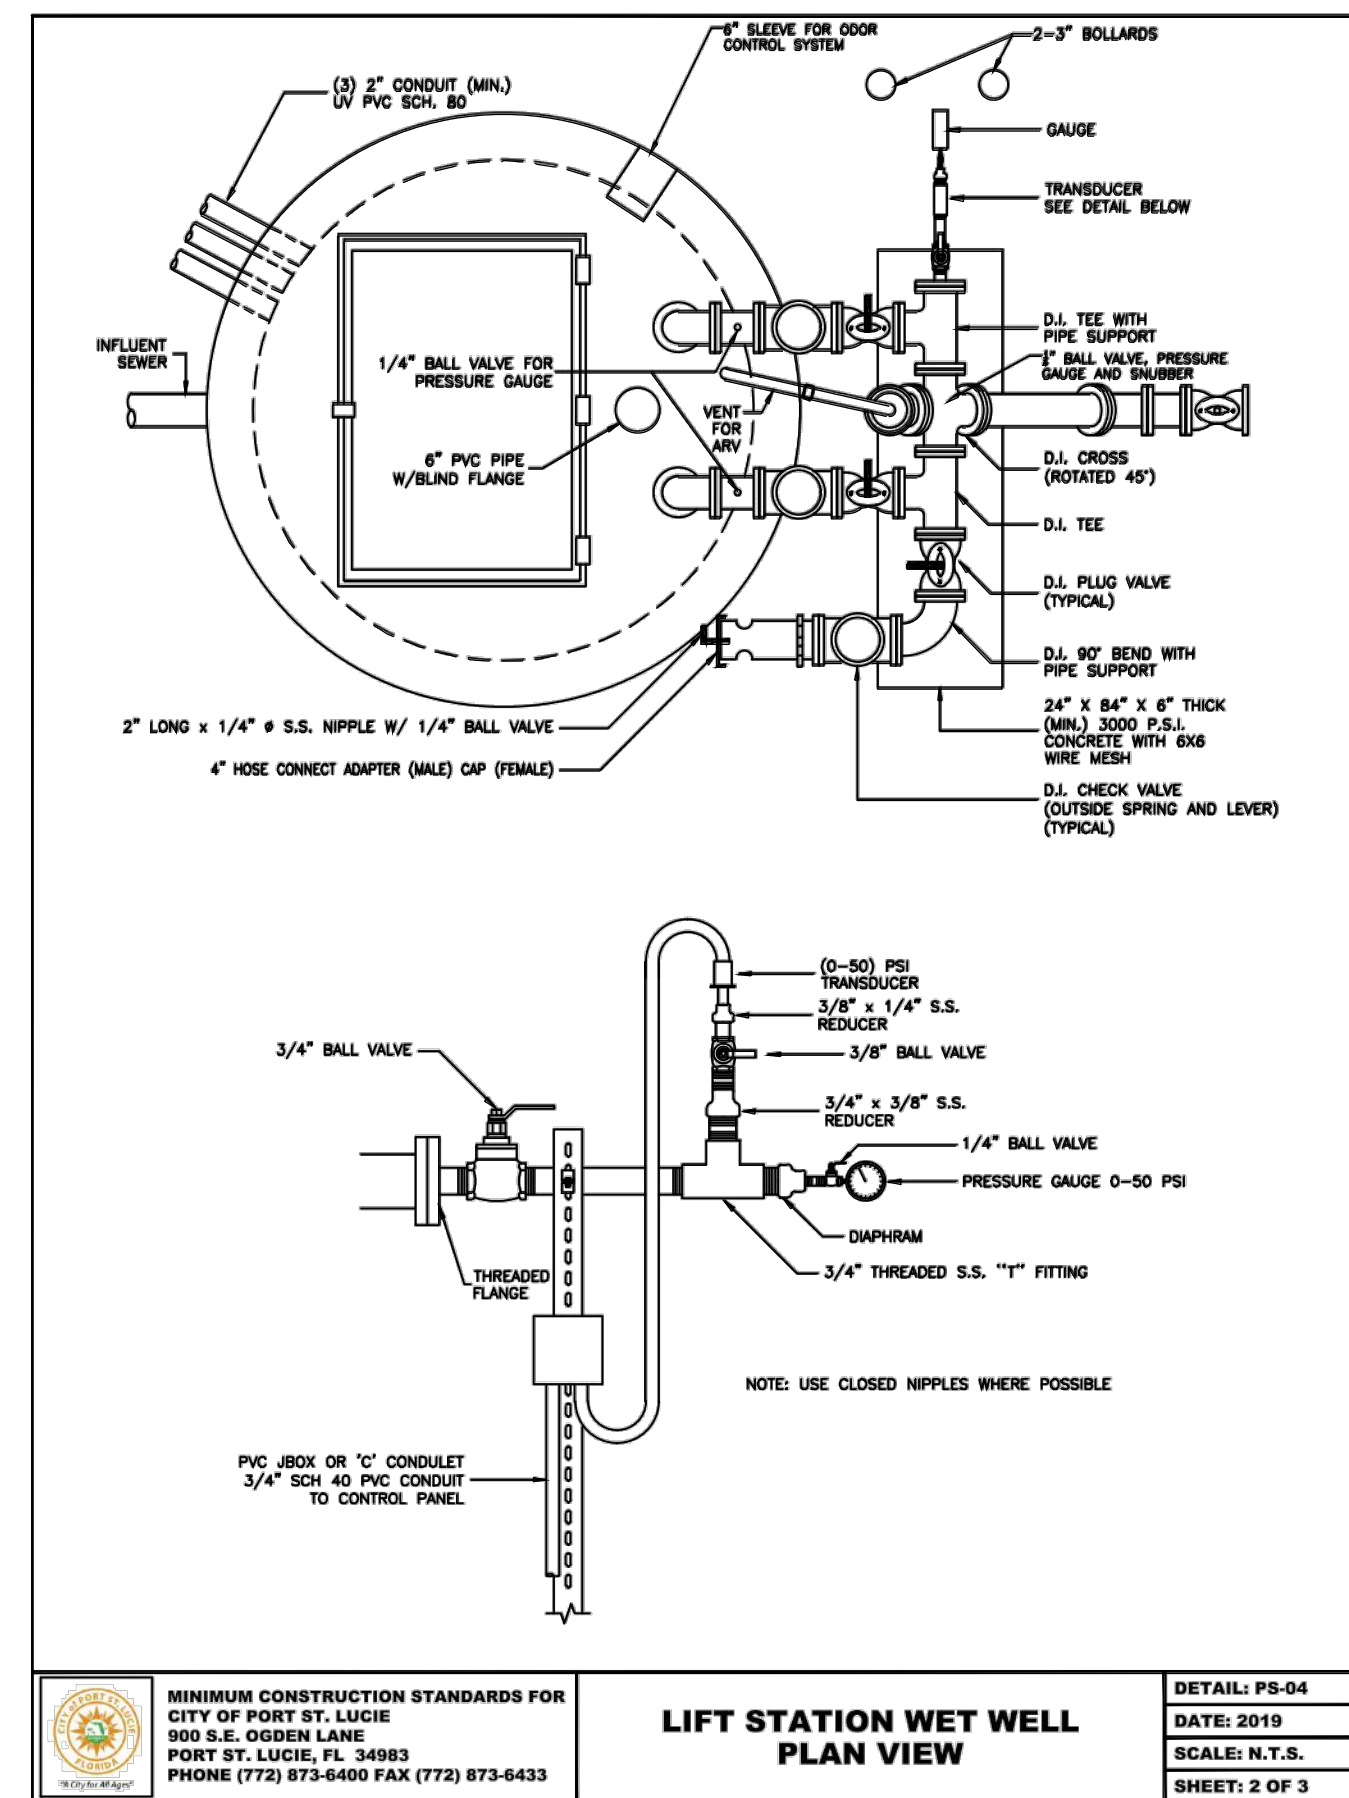 6" SLEEVE FOR ODOR
CONTROL SYSTEM
2-3" BOLLARDS
(3) 2" CONDUIT (MIN.)
UV PVC SCH. 80
GAUGE
TRANSDUCER
SEE DETAIL BELOW
INFLUENT
SEWER
D.I. TEE WITH
PIPE SUPPORT
1/4" BALL VALVE FOR
PRESSURE GAUGE
½" BALL VALVE, PRESSURE
GAUGE AND SNUBBER
VENT
FOR
ARV
6" PVC PIPE
W/BLIND FLANGE
D.I. CROSS
(ROTATED 45°)
D.I. TEE
D.I. PLUG VALVE
(TYPICAL)
D.I. 90° BEND WITH
PIPE SUPPORT
24" X 84" X 6" THICK
(MIN.) 3000 P.S.I.
CONCRETE WITH 6X6
WIRE MESH
2" LONG x 1/4" ø S.S. NIPPLE W/ 1/4" BALL VALVE
4" HOSE CONNECT ADAPTER (MALE) CAP (FEMALE)
D.I. CHECK VALVE
(OUTSIDE SPRING AND LEVER)
(TYPICAL)
(0-50) PSI
TRANSDUCER
3/8" x 1/4" S.S.
REDUCER
3/4" BALL VALVE
3/8" BALL VALVE
3/4" x 3/8" S.S.
REDUCER
1/4" BALL VALVE
PRESSURE GAUGE 0-50 PSI
DIAPHRAM
3/4" THREADED S.S. "T" FITTING
THREADED
FLANGE
NOTE: USE CLOSED NIPPLES WHERE POSSIBLE
PVC JBOX OR 'C' CONDULET
3/4" SCH 40 PVC CONDUIT
TO CONTROL PANEL
CITY of PORT ST. LUCIE
FLORIDA
"A City for All Ages"
MINIMUM CONSTRUCTION STANDARDS FOR
CITY OF PORT ST. LUCIE
900 S.E. OGDEN LANE
PORT ST. LUCIE, FL 34983
PHONE (772) 873-6400 FAX (772) 873-6433
LIFT STATION WET WELL
PLAN VIEW
DETAIL: PS-04
DATE: 2019
SCALE: N.T.S.
SHEET: 2 OF 3